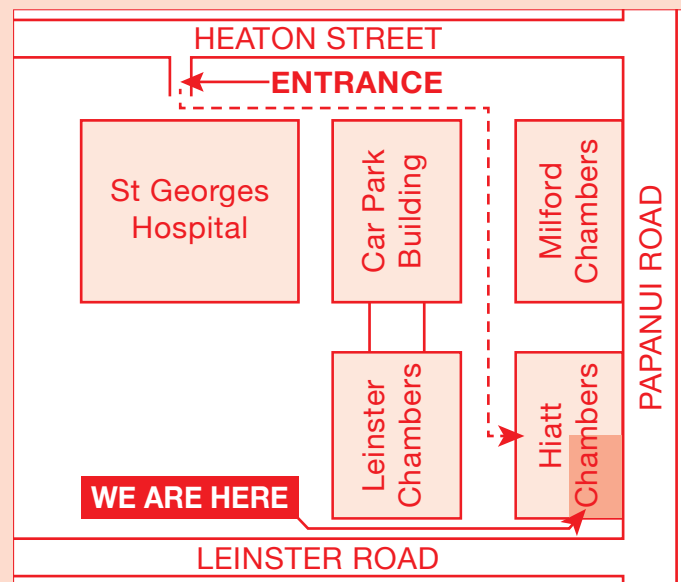 HEATON STREET
ENTRANCE
St Georges
Hospital
Car Park
Building
Milford
Chambers
PAPANUI ROAD
Leinster
Chambers
Hiatt
Chambers
WE ARE HERE
LEINSTER ROAD